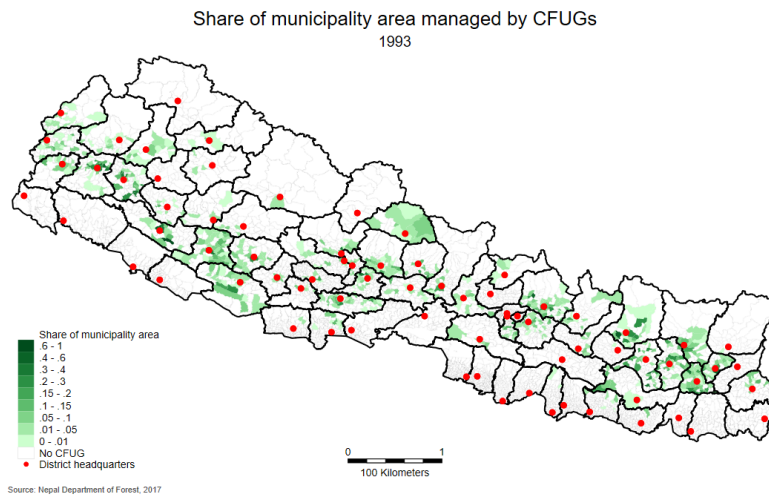 Share of municipality area managed by CFUGs
1993
Share of municipality area
.6 - 1
.4 - .6
.3 - .4
.2 - .3
.15 - .2
.1 - .15
.05 - .1
.01 - .05
0 - .01
No CFUG
District headquarters
0 1
100 Kilometers
Source: Nepal Department of Forest, 2017